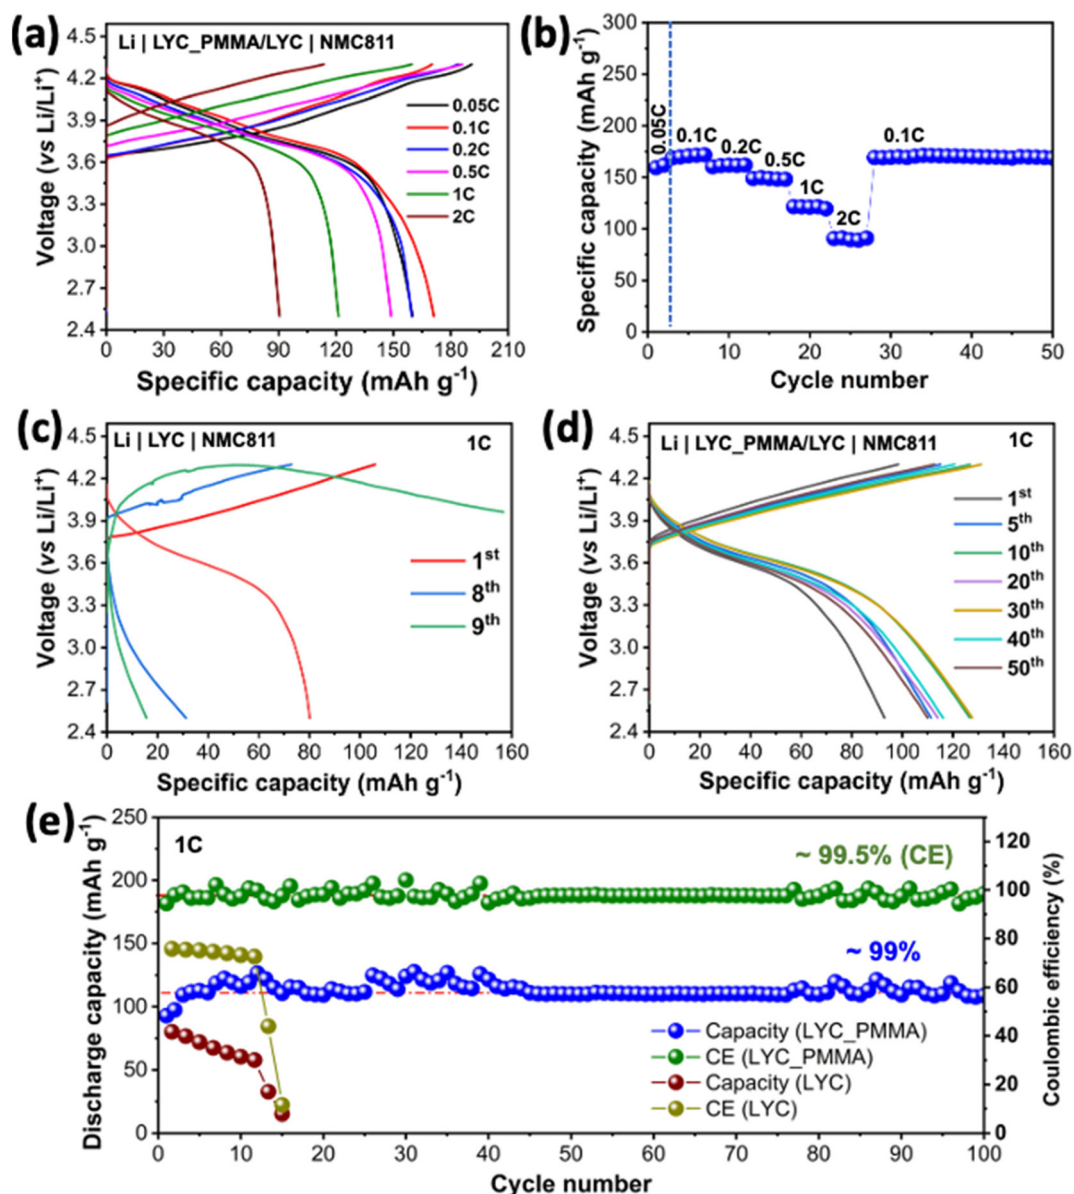 (a)
Li | LYC_PMMA/LYC | NMC811
4.5
4.2
3.9
3.6
3.3
3.0
2.7
2.4
Voltage (vs Li/Li⁺)
0.05C
0.1C
0.2C
0.5C
1C
2C
0 30 60 90 120 150 180 210
Specific capacity (mAh g⁻¹)
(b)
300
250
200
150
100
50
0
Specific capacity (mAh g⁻¹)
0.05C
0.1C
0.2C
0.5C
1C
2C
0.1C
0 10 20 30 40 50
Cycle number
(c)
Li | LYC | NMC811
1C
4.5
4.2
3.9
3.6
3.3
3.0
2.7
2.4
Voltage (vs Li/Li⁺)
1ˢᵗ
8ᵗʰ
9ᵗʰ
0 20 40 60 80 100 120 140 160
Specific capacity (mAh g⁻¹)
(d)
Li | LYC_PMMA/LYC | NMC811
1C
4.5
4.2
3.9
3.6
3.3
3.0
2.7
2.4
Voltage (vs Li/Li⁺)
1ˢᵗ
5ᵗʰ
10ᵗʰ
20ᵗʰ
30ᵗʰ
40ᵗʰ
50ᵗʰ
0 20 40 60 80 100 120 140 160
Specific capacity (mAh g⁻¹)
(e)
1C
250
200
150
100
50
0
Discharge capacity (mAh g⁻¹)
~ 99.5% (CE)
~ 99%
Capacity (LYC_PMMA)
CE (LYC_PMMA)
Capacity (LYC)
CE (LYC)
120
100
80
60
40
20
0
Coulombic efficiency (%)
0 10 20 30 40 50 60 70 80 90 100
Cycle number